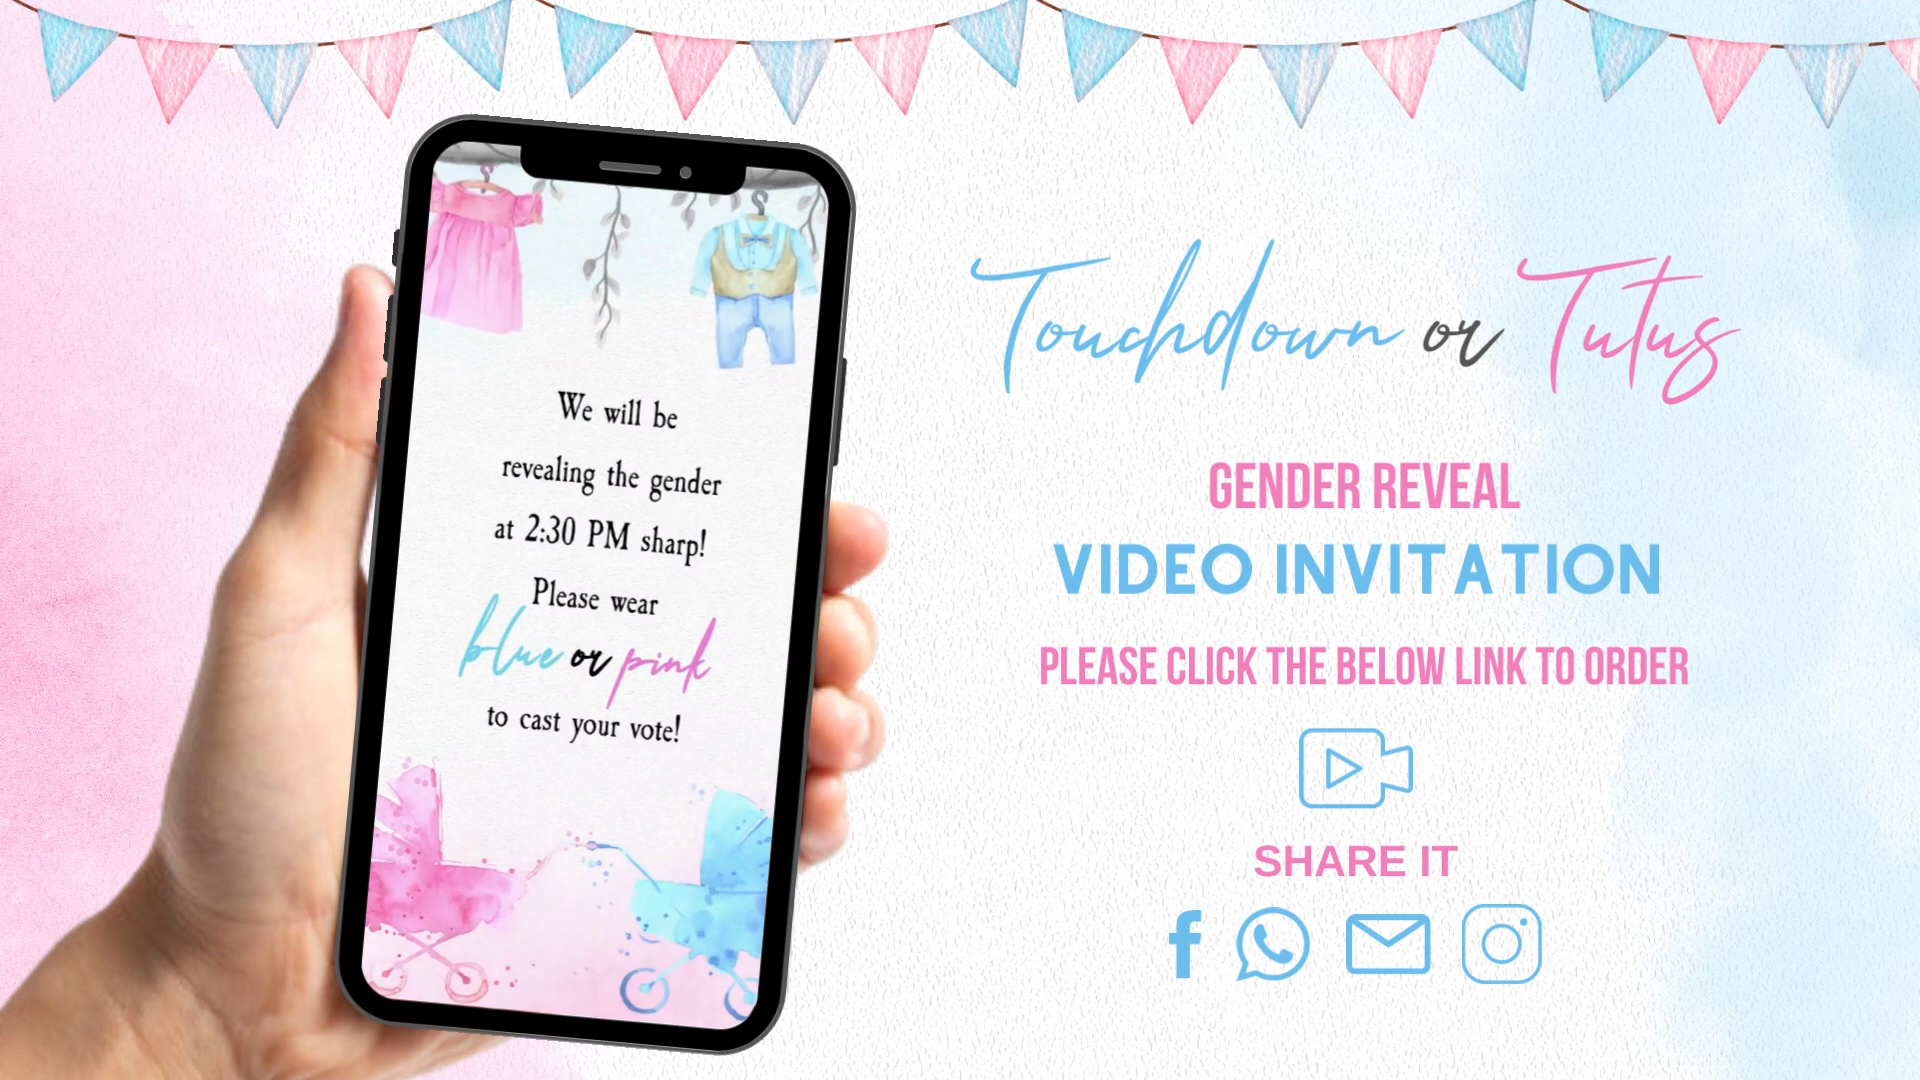 We will be
revealing the gender
at 2:30 PM sharp!
Please wear
blue or pink
to cast your vote!
Touchdown or Tutus
GENDER REVEAL
VIDEO INVITATION
PLEASE CLICK THE BELOW LINK TO ORDER
SHARE IT